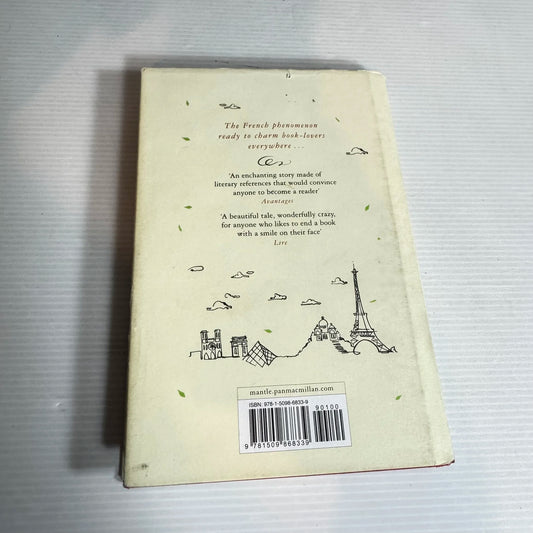 The French phenomenon
ready to charm book-lovers
everywhere ...
'An enchanting story made of
literary references that would convince
anyone to become a reader'
Avantages
'A beautiful tale, wonderfully crazy,
for anyone who likes to end a book
with a smile on their face'
Lire
mantle.panmacmillan.com
ISBN: 978-1-5098-6833-9
90100
9 781509 868339